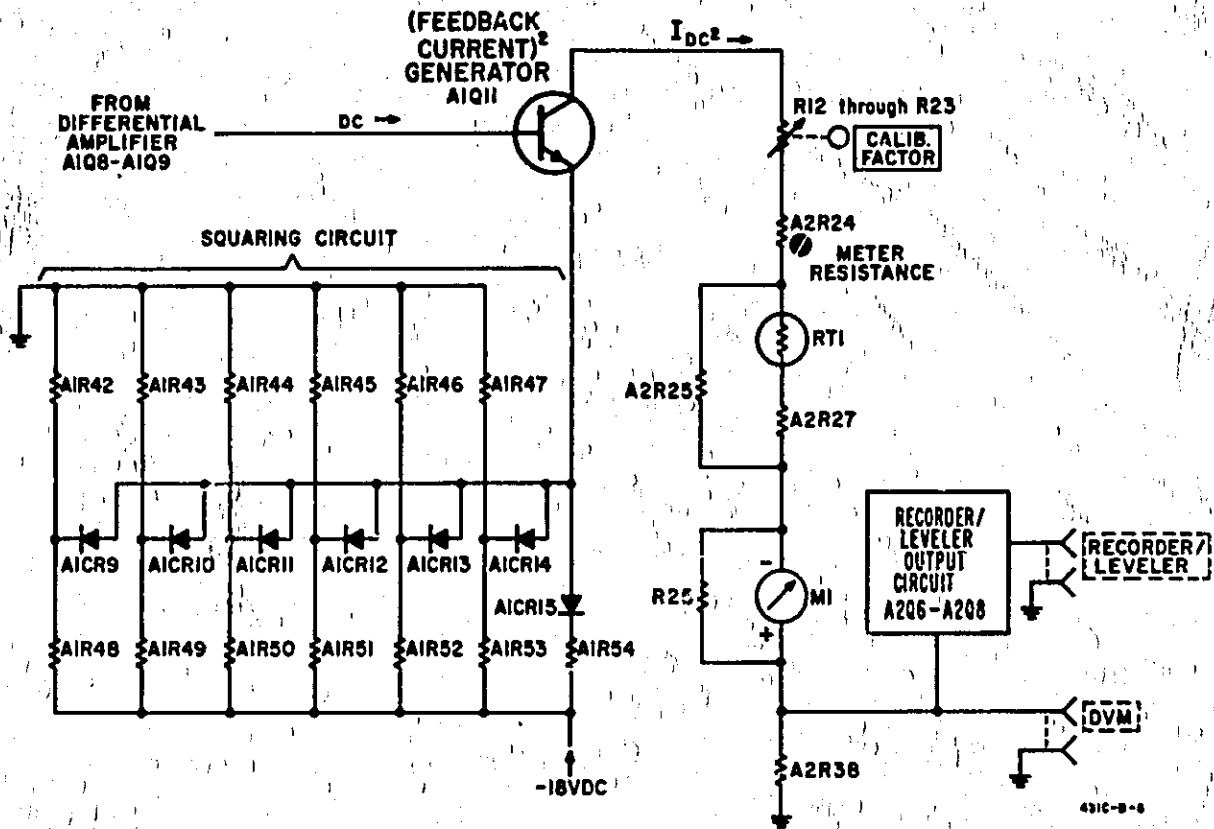 (FEEDBACK
CURRENT)²
GENERATOR
A1Q11
I DC² →
FROM
DIFFERENTIAL
AMPLIFIER
A1Q8-A1Q9
DC →
R12 through R23
CALIB.
FACTOR
A2R24
METER
RESISTANCE
SQUARING CIRCUIT
RT1
A1R42
A1R43
A1R44
A1R45
A1R46
A1R47
A2R25
A2R27
A1CR9
A1CR10
A1CR11
A1CR12
A1CR13
A1CR14
A1CR15
RECORDER/
LEVELER
OUTPUT
CIRCUIT
A2Q6-A2Q8
RECORDER/
LEVELER
R25
-
M1
+
A1R48
A1R49
A1R50
A1R51
A1R52
A1R53
A1R54
DVM
-18VDC
A2R38
431C-B-6